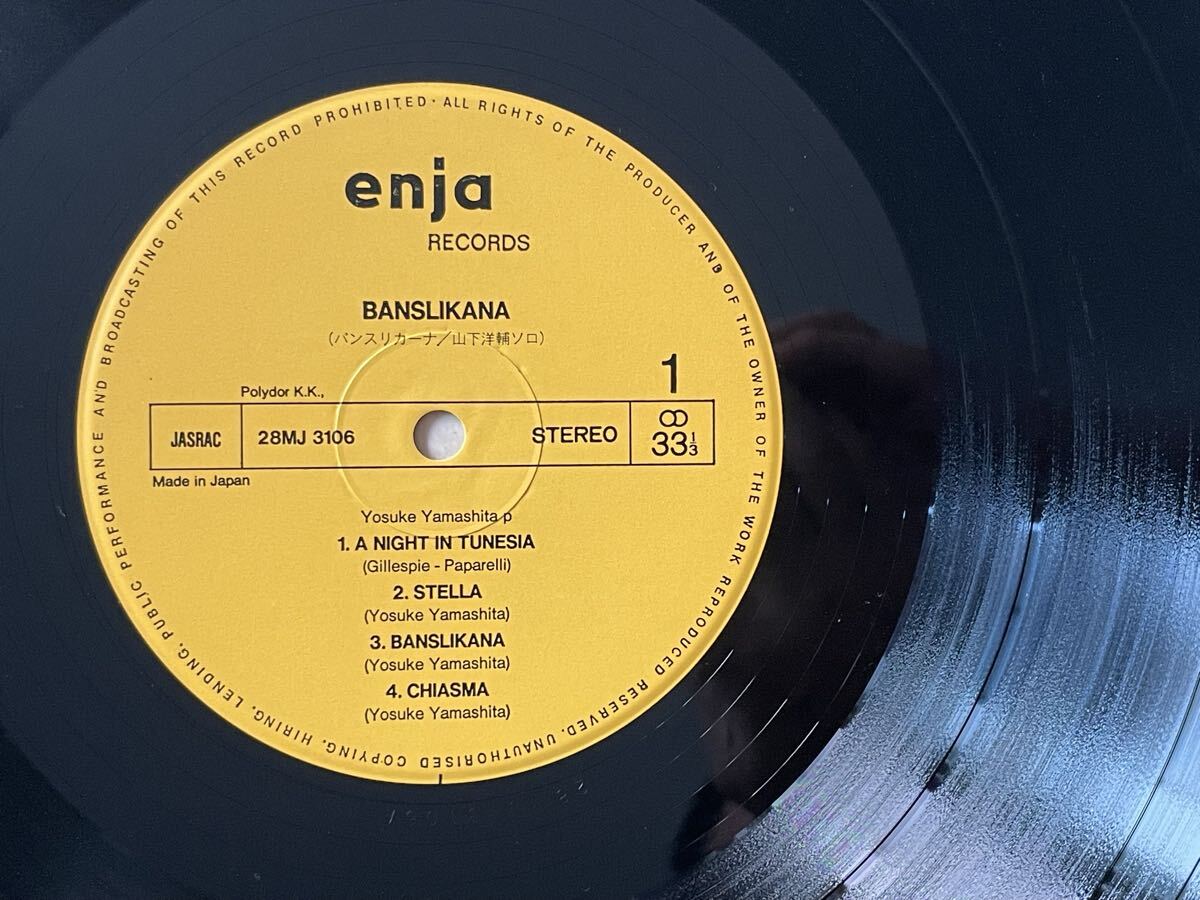 enja
RECORDS
BANSLIKANA
(バンスリカーナ/山下洋輔ソロ)
1
Polydor K.K.,
JASRAC
28MJ 3106
STEREO
33 1/3
Made in Japan
Yosuke Yamashita p
1. A NIGHT IN TUNESIA
(Gillespie - Paparelli)
2. STELLA
(Yosuke Yamashita)
3. BANSLIKANA
(Yosuke Yamashita)
4. CHIASMA
(Yosuke Yamashita)
ALL RIGHTS OF THE PRODUCER AND OF THE OWNER OF THE WORK REPRODUCED RESERVED. UNAUTHORISED COPYING, HIRING, LENDING, PUBLIC PERFORMANCE AND BROADCASTING OF THIS RECORD PROHIBITED ·